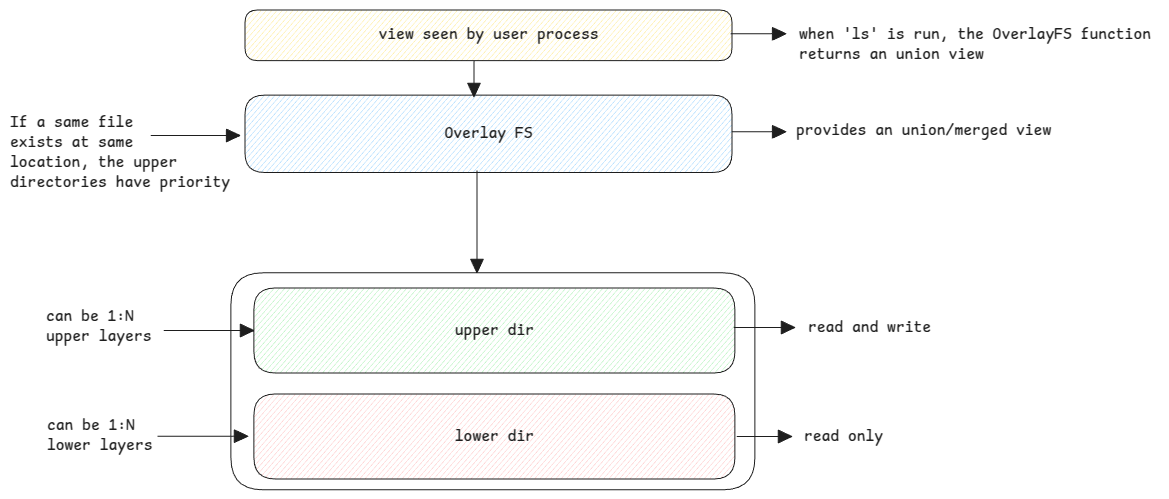 view seen by user process
when 'ls' is run, the OverlayFS function
returns an union view
If a same file
exists at same
location, the upper
directories have priority
Overlay FS
provides an union/merged view
can be 1:N
upper layers
upper dir
read and write
can be 1:N
lower layers
lower dir
read only